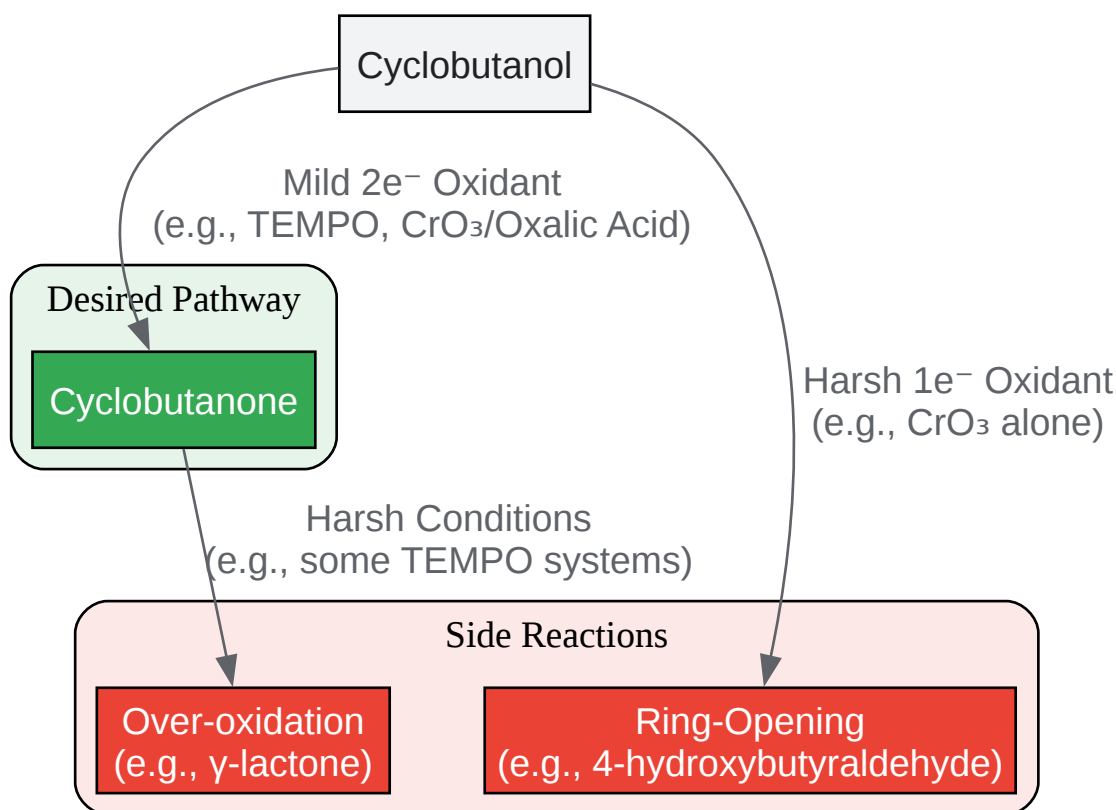 Cyclobutanol
Mild 2e⁻ Oxidant
(e.g., TEMPO, CrO₃/Oxalic Acid)
Desired Pathway
Cyclobutanone
Harsh 1e⁻ Oxidant
(e.g., CrO₃ alone)
Harsh Conditions
(e.g., some TEMPO systems)
Side Reactions
Over-oxidation
(e.g., γ-lactone)
Ring-Opening
(e.g., 4-hydroxybutyraldehyde)